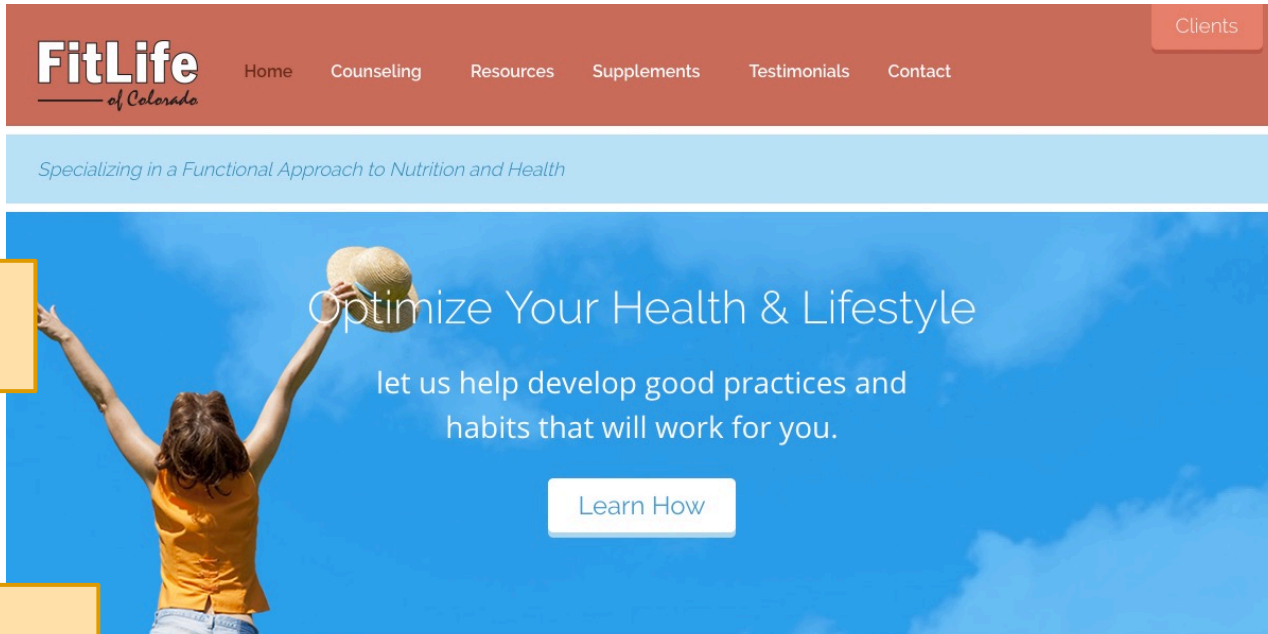 Clients
FitLife
of Colorado
Home Counseling Resources Supplements Testimonials Contact
Specializing in a Functional Approach to Nutrition and Health
Optimize Your Health & Lifestyle
let us help develop good practices and
habits that will work for you.
Learn How